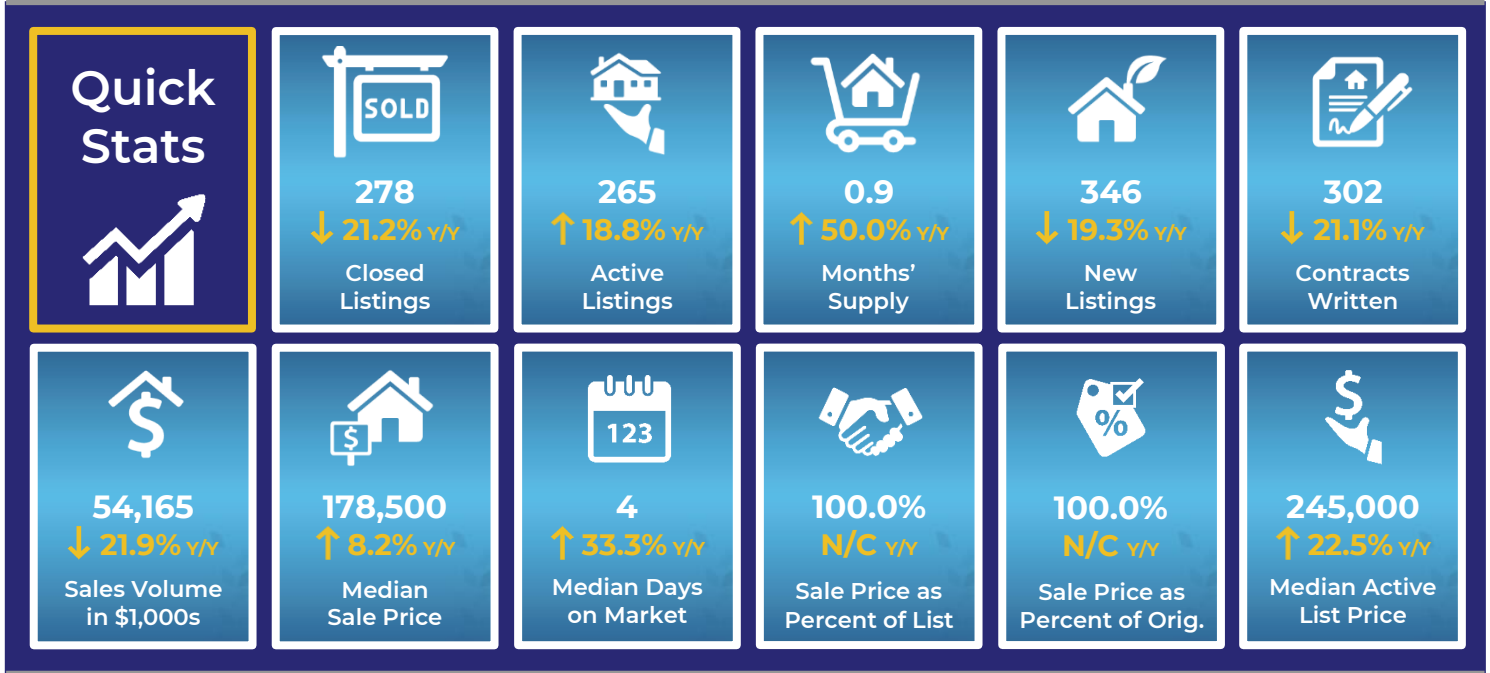 Quick
Stats
SOLD
278
↓ 21.2% Y/Y
Closed
Listings
265
↑ 18.8% Y/Y
Active
Listings
0.9
↑ 50.0% Y/Y
Months’
Supply
346
↓ 19.3% Y/Y
New
Listings
302
↓ 21.1% Y/Y
Contracts
Written
$
54,165
↓ 21.9% Y/Y
Sales Volume
in $1,000s
$
178,500
↑ 8.2% Y/Y
Median
Sale Price
123
4
↑ 33.3% Y/Y
Median Days
on Market
100.0%
N/C Y/Y
Sale Price as
Percent of List
%
100.0%
N/C Y/Y
Sale Price as
Percent of Orig.
$
245,000
↑ 22.5% Y/Y
Median Active
List Price